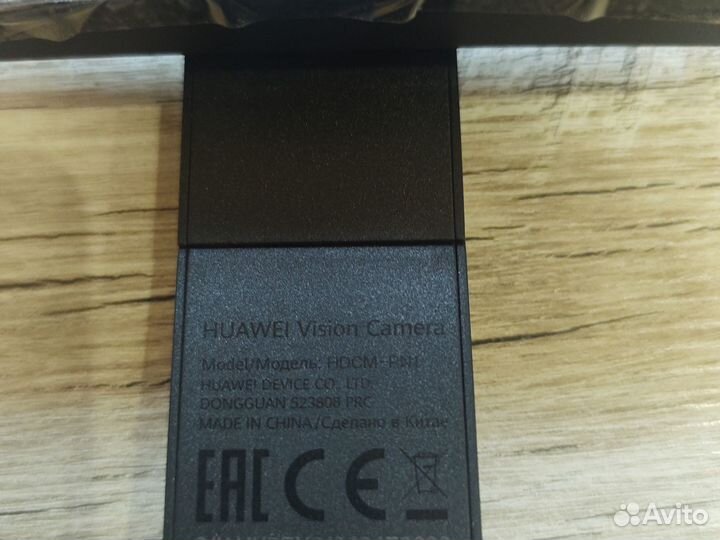 HUAWEI Vision Camera
Model/Модель: HDCM-
HUAWEI DEVICE CO., LTD.
DONGGUAN 523808 PRC
MADE IN CHINA/Сделано в Китае
EAC CE
Avito